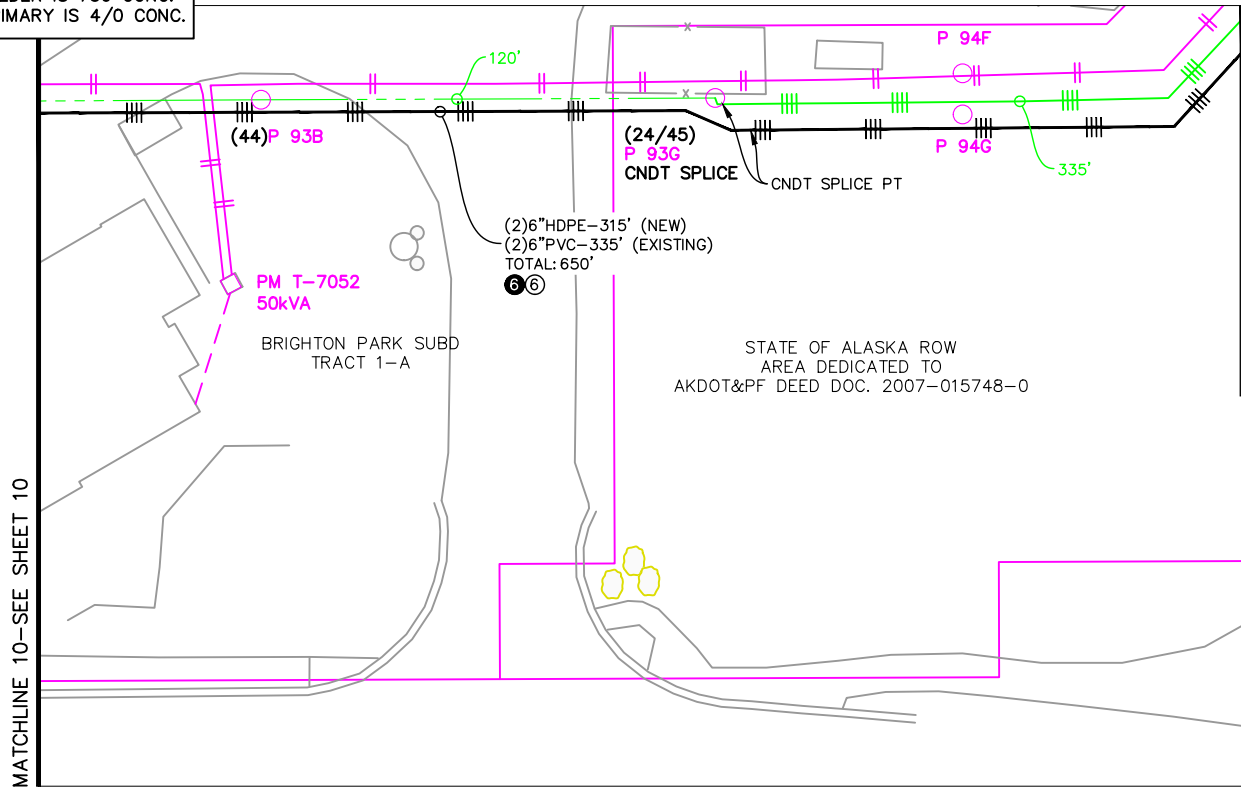 IMARY IS 4/0 CONC.
120'
P 94F
(44)P 93B
(24/45)
P 93G
CNDT SPLICE
P 94G
335'
CNDT SPLICE PT
(2)6"HDPE-315' (NEW)
(2)6"PVC-335' (EXISTING)
TOTAL: 650'
6 6
PM T-7052
50kVA
BRIGHTON PARK SUBD
TRACT 1-A
STATE OF ALASKA ROW
AREA DEDICATED TO
AKDOT&PF DEED DOC. 2007-015748-0
MATCHLINE 10-SEE SHEET 10